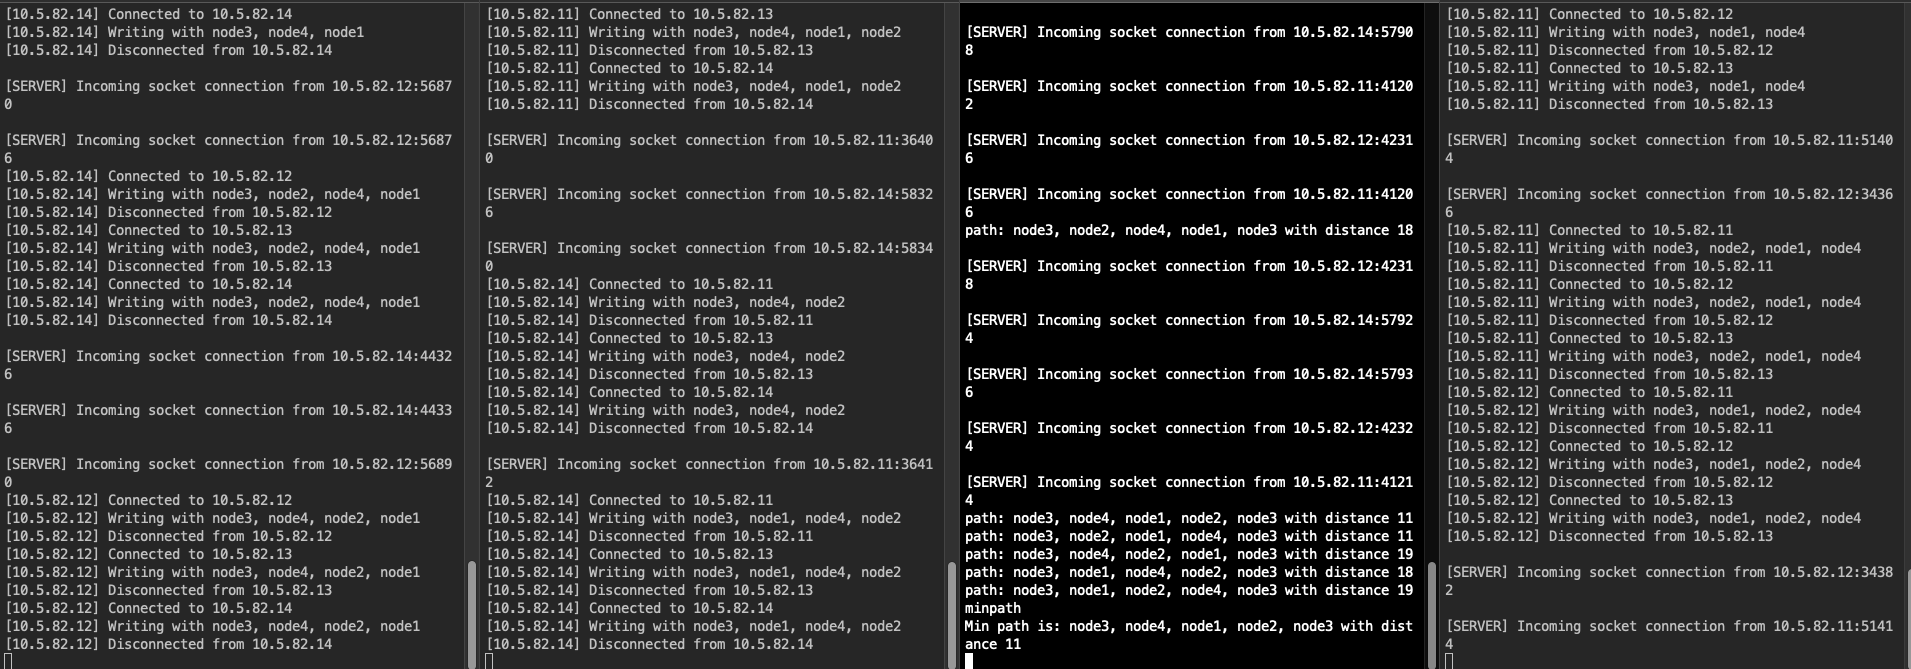 [10.5.82.14] Connected to 10.5.82.14
[10.5.82.14] Writing with node3, node4, node1
[10.5.82.14] Disconnected from 10.5.82.14
[SERVER] Incoming socket connection from 10.5.82.12:5687
0
[SERVER] Incoming socket connection from 10.5.82.12:5687
6
[10.5.82.14] Connected to 10.5.82.12
[10.5.82.14] Writing with node3, node2, node4, node1
[10.5.82.14] Disconnected from 10.5.82.12
[10.5.82.14] Connected to 10.5.82.13
[10.5.82.14] Writing with node3, node2, node4, node1
[10.5.82.14] Disconnected from 10.5.82.13
[10.5.82.14] Connected to 10.5.82.14
[10.5.82.14] Writing with node3, node2, node4, node1
[10.5.82.14] Disconnected from 10.5.82.14
[SERVER] Incoming socket connection from 10.5.82.14:4432
6
[SERVER] Incoming socket connection from 10.5.82.14:4433
6
[SERVER] Incoming socket connection from 10.5.82.12:5689
0
[10.5.82.12] Connected to 10.5.82.12
[10.5.82.12] Writing with node3, node4, node2, node1
[10.5.82.12] Disconnected from 10.5.82.12
[10.5.82.12] Connected to 10.5.82.13
[10.5.82.12] Writing with node3, node4, node2, node1
[10.5.82.12] Disconnected from 10.5.82.13
[10.5.82.12] Connected to 10.5.82.14
[10.5.82.12] Writing with node3, node4, node2, node1
[10.5.82.12] Disconnected from 10.5.82.14
[10.5.82.11] Connected to 10.5.82.13
[10.5.82.11] Writing with node3, node4, node1, node2
[10.5.82.11] Disconnected from 10.5.82.13
[10.5.82.11] Connected to 10.5.82.14
[10.5.82.11] Writing with node3, node4, node1, node2
[10.5.82.11] Disconnected from 10.5.82.14
[SERVER] Incoming socket connection from 10.5.82.11:3640
0
[SERVER] Incoming socket connection from 10.5.82.14:5832
6
[SERVER] Incoming socket connection from 10.5.82.14:5834
0
[10.5.82.14] Connected to 10.5.82.11
[10.5.82.14] Writing with node3, node4, node2
[10.5.82.14] Disconnected from 10.5.82.11
[10.5.82.14] Connected to 10.5.82.13
[10.5.82.14] Writing with node3, node4, node2
[10.5.82.14] Disconnected from 10.5.82.13
[10.5.82.14] Connected to 10.5.82.14
[10.5.82.14] Writing with node3, node4, node2
[10.5.82.14] Disconnected from 10.5.82.14
[SERVER] Incoming socket connection from 10.5.82.11:3641
2
[10.5.82.14] Connected to 10.5.82.11
[10.5.82.14] Writing with node3, node1, node4, node2
[10.5.82.14] Disconnected from 10.5.82.11
[10.5.82.14] Connected to 10.5.82.13
[10.5.82.14] Writing with node3, node1, node4, node2
[10.5.82.14] Disconnected from 10.5.82.13
[10.5.82.14] Connected to 10.5.82.14
[10.5.82.14] Writing with node3, node1, node4, node2
[10.5.82.14] Disconnected from 10.5.82.14
[SERVER] Incoming socket connection from 10.5.82.14:5790
8
[SERVER] Incoming socket connection from 10.5.82.11:4120
2
[SERVER] Incoming socket connection from 10.5.82.12:4231
6
[SERVER] Incoming socket connection from 10.5.82.11:4120
6
path: node3, node2, node4, node1, node3 with distance 18
[SERVER] Incoming socket connection from 10.5.82.12:4231
8
[SERVER] Incoming socket connection from 10.5.82.14:5792
4
[SERVER] Incoming socket connection from 10.5.82.14:5793
6
[SERVER] Incoming socket connection from 10.5.82.12:4232
4
[SERVER] Incoming socket connection from 10.5.82.11:4121
4
path: node3, node4, node1, node2, node3 with distance 11
path: node3, node2, node1, node4, node3 with distance 11
path: node3, node4, node2, node1, node3 with distance 19
path: node3, node1, node4, node2, node3 with distance 18
path: node3, node1, node2, node4, node3 with distance 19
minpath
Min path is: node3, node4, node1, node2, node3 with dist
ance 11
[10.5.82.11] Connected to 10.5.82.12
[10.5.82.11] Writing with node3, node1, node4
[10.5.82.11] Disconnected from 10.5.82.12
[10.5.82.11] Connected to 10.5.82.13
[10.5.82.11] Writing with node3, node1, node4
[10.5.82.11] Disconnected from 10.5.82.13
[SERVER] Incoming socket connection from 10.5.82.11:5140
4
[SERVER] Incoming socket connection from 10.5.82.12:3436
6
[10.5.82.11] Connected to 10.5.82.11
[10.5.82.11] Writing with node3, node2, node1, node4
[10.5.82.11] Disconnected from 10.5.82.11
[10.5.82.11] Connected to 10.5.82.12
[10.5.82.11] Writing with node3, node2, node1, node4
[10.5.82.11] Disconnected from 10.5.82.12
[10.5.82.11] Connected to 10.5.82.13
[10.5.82.11] Writing with node3, node2, node1, node4
[10.5.82.11] Disconnected from 10.5.82.13
[10.5.82.12] Connected to 10.5.82.11
[10.5.82.12] Writing with node3, node1, node2, node4
[10.5.82.12] Disconnected from 10.5.82.11
[10.5.82.12] Connected to 10.5.82.12
[10.5.82.12] Writing with node3, node1, node2, node4
[10.5.82.12] Disconnected from 10.5.82.12
[10.5.82.12] Connected to 10.5.82.13
[10.5.82.12] Writing with node3, node1, node2, node4
[10.5.82.12] Disconnected from 10.5.82.13
[SERVER] Incoming socket connection from 10.5.82.12:3438
2
[SERVER] Incoming socket connection from 10.5.82.11:5141
4